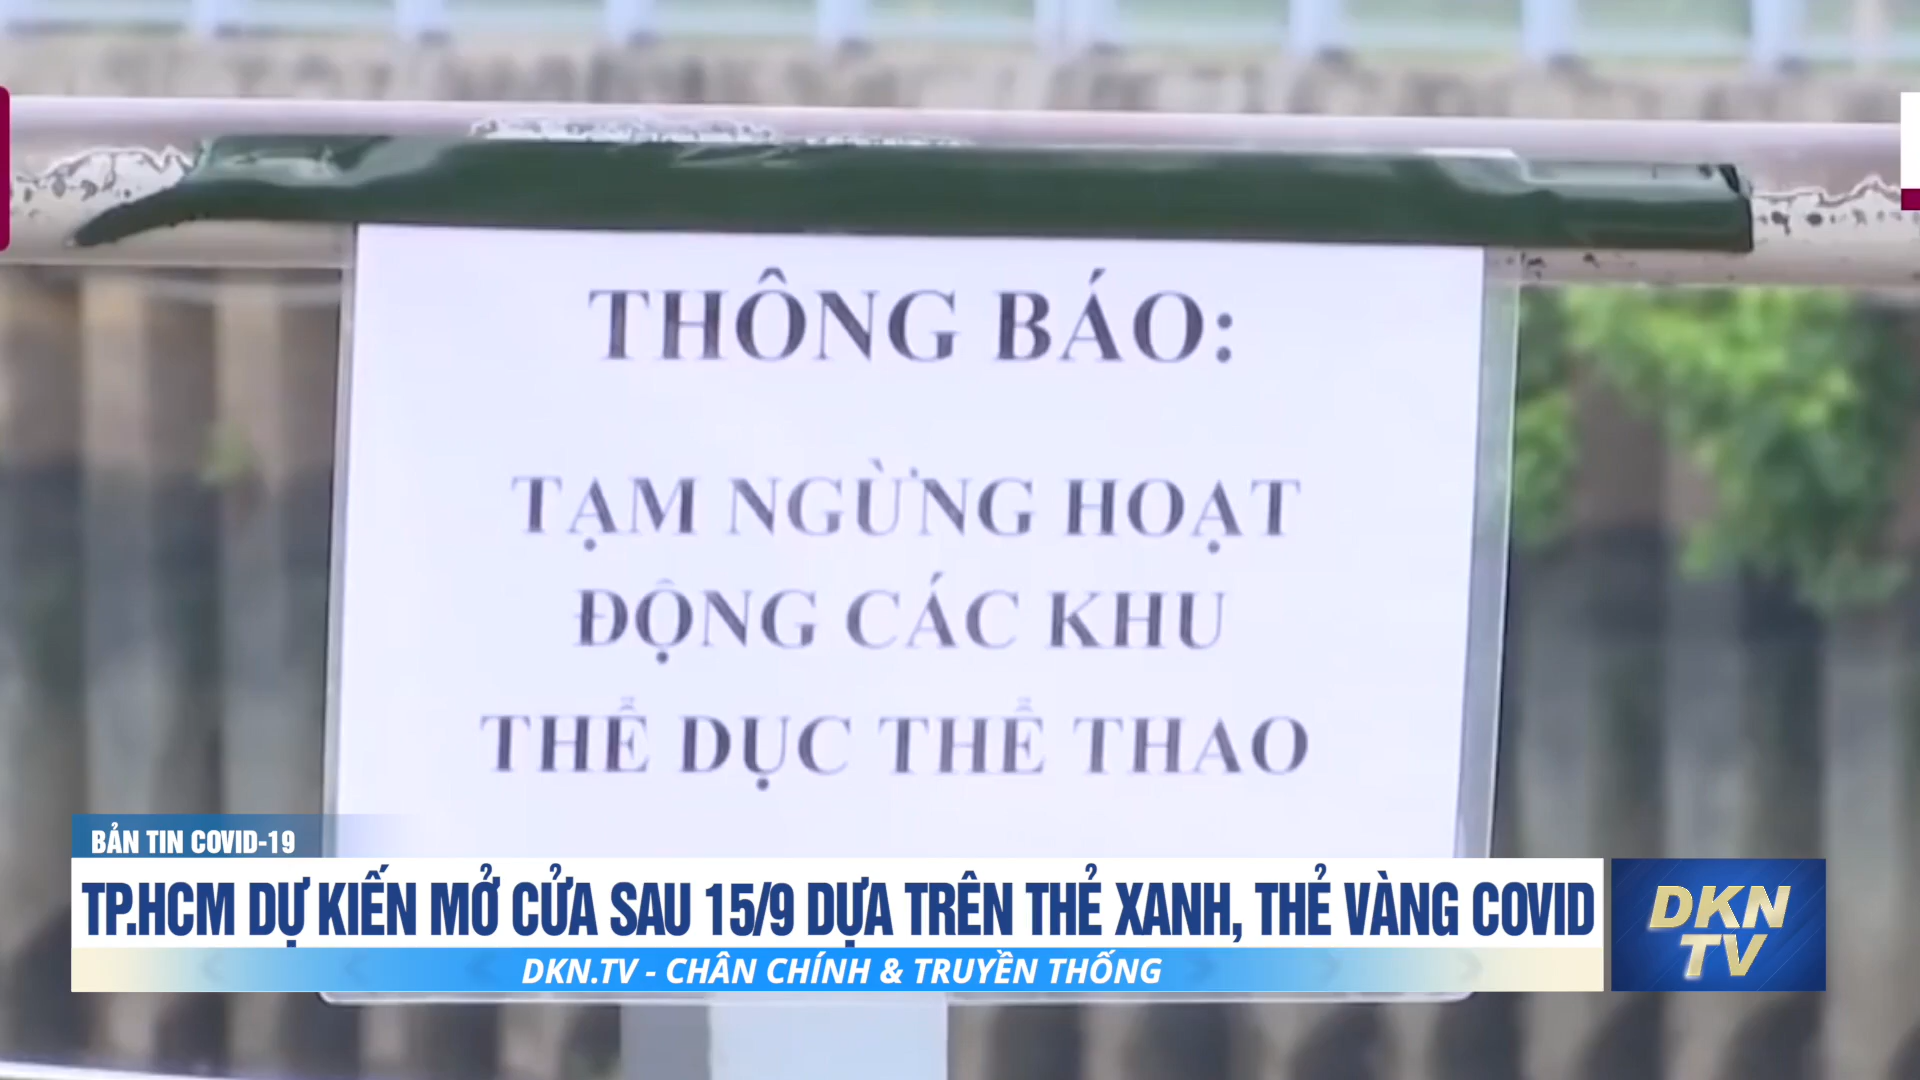 THÔNG BÁO:
TẠM NGỪNG HOẠT
ĐỘNG CÁC KHU
THỂ DỤC THỂ THAO
BẢN TIN COVID-19
TP.HCM DỰ KIẾN MỞ CỬA SAU 15/9 DỰA TRÊN THẺ XANH, THẺ VÀNG COVID
DKN.TV - CHÂN CHÍNH & TRUYỀN THỐNG
DKN
TV